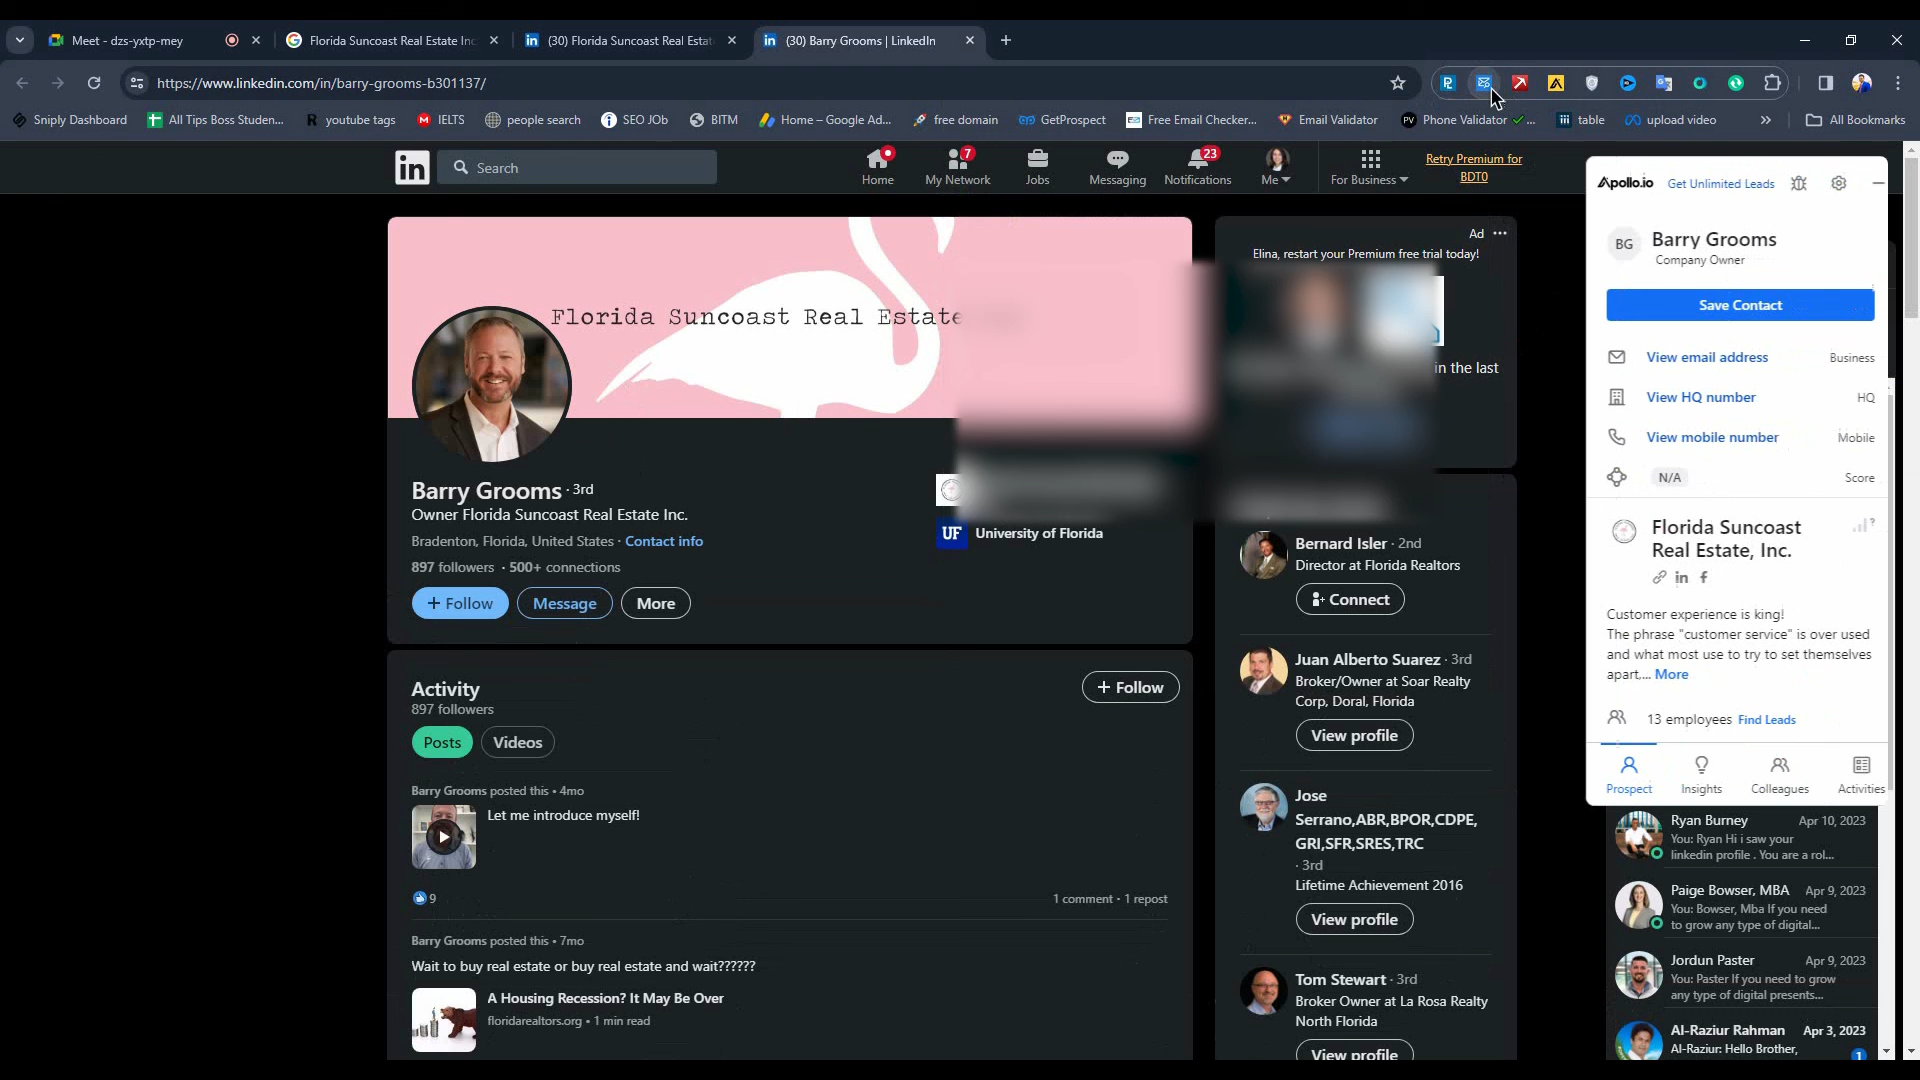 Meet - dzs-yxtp-mey
Florida Suncoast Real Estate Inc
(30) Florida Suncoast Real Estat
(30) Barry Grooms | LinkedIn
https://www.linkedin.com/in/barry-grooms-b301137/
Sniply Dashboard
All Tips Boss Studen...
youtube tags
IELTS
people search
SEO JOb
BITM
Home – Google Ad...
free domain
GetProspect
Free Email Checker...
Email Validator
Phone Validator ✓ ...
table
upload video
All Bookmarks
Search
Home
7
My Network
Jobs
Messaging
23
Notifications
Me
For Business
Retry Premium for
BDT0
Florida Suncoast Real Estate
Barry Grooms · 3rd
Owner Florida Suncoast Real Estate Inc.
Bradenton, Florida, United States · Contact info
897 followers · 500+ connections
+ Follow
Message
More
UF University of Florida
Activity
897 followers
+ Follow
Posts
Videos
Barry Grooms posted this • 4mo
Let me introduce myself!
9
1 comment • 1 repost
Barry Grooms posted this • 7mo
Wait to buy real estate or buy real estate and wait??????
A Housing Recession? It May Be Over
floridarealtors.org • 1 min read
Ad ···
Elina, restart your Premium free trial today!
in the last
Bernard Isler · 2nd
Director at Florida Realtors
Connect
Juan Alberto Suarez · 3rd
Broker/Owner at Soar Realty
Corp, Doral, Florida
View profile
Jose
Serrano,ABR,BPOR,CDPE,
GRI,SFR,SRES,TRC
· 3rd
Lifetime Achievement 2016
View profile
Tom Stewart · 3rd
Broker Owner at La Rosa Realty
North Florida
View profile
Apollo.io
Get Unlimited Leads
BG
Barry Grooms
Company Owner
Save Contact
View email address
Business
View HQ number
HQ
View mobile number
Mobile
N/A
Score
Florida Suncoast
Real Estate, Inc.
Customer experience is king!
The phrase "customer service" is over used
and what most use to try to set themselves
apart,... More
13 employees Find Leads
Prospect
Insights
Colleagues
Activities
Ryan Burney
Apr 10, 2023
You: Ryan Hi i saw your
linkedin profile . You are a rol...
Paige Bowser, MBA
Apr 9, 2023
You: Bowser, Mba If you need
to grow any type of digital...
Jordun Paster
Apr 9, 2023
You: Paster If you need to grow
any type of digital presents...
Al-Raziur Rahman
Apr 3, 2023
Al-Raziur: Hello Brother,
1